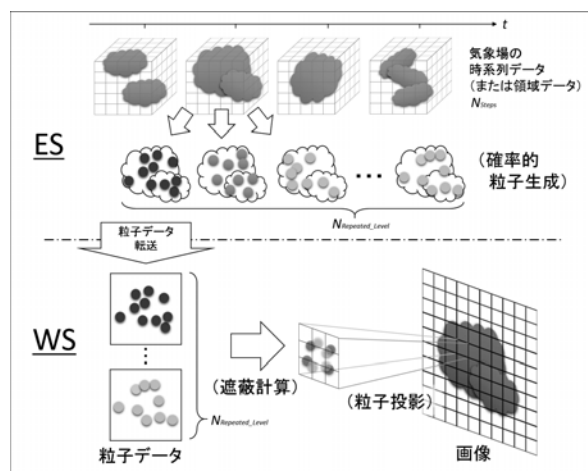 t
気象場の
時系列データ
(または領域データ)
NSteps
ES
(確率的
粒子生成)
NRepeated_Level
粒子データ
転送
WS
(遮蔽計算)
(粒子投影)
NRepeated_Level
粒子データ
画像